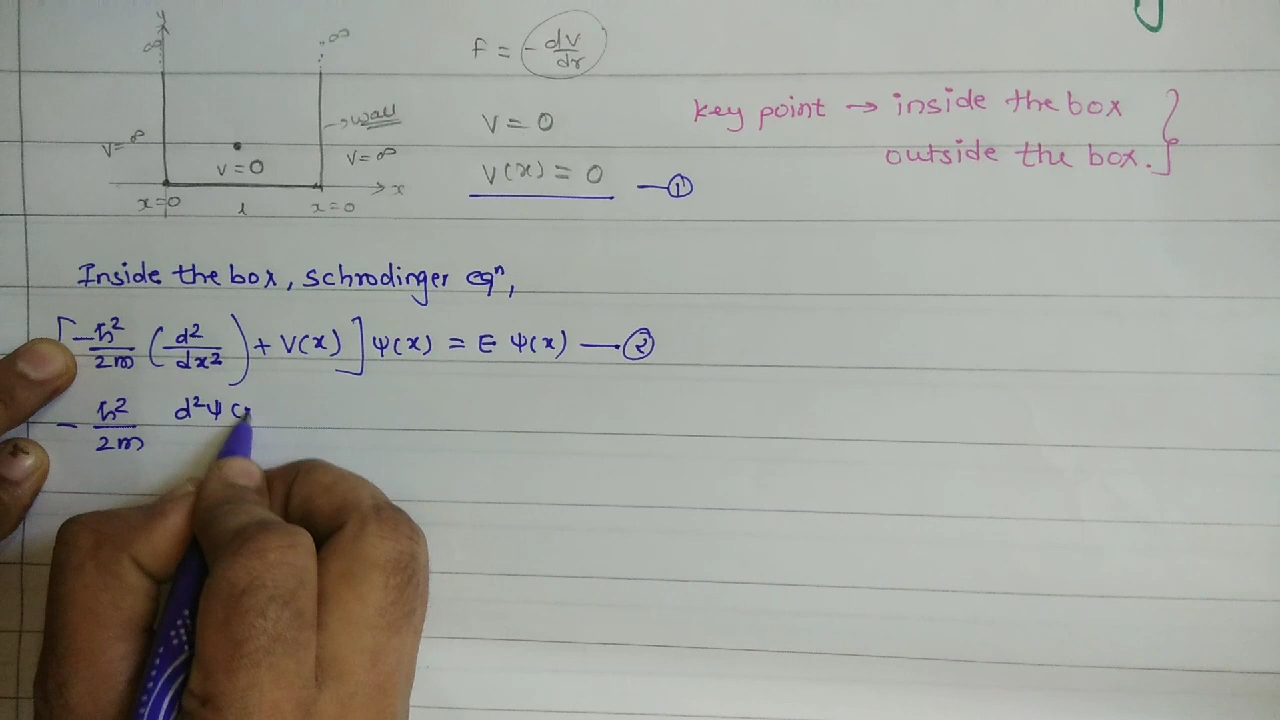 y
∞ ∞
F = - dv/dr
→ wall
V = ∞ V = 0 V = ∞
x
x = 0 l x = 0
V = 0
V(x) = 0 — ①
key point → inside the box
outside the box.
Inside the box, schrodinger eqⁿ,
[-ħ²/2m (d²/dx²) + V(x)] ψ(x) = E ψ(x) — ②
- ħ²/2m d²ψ